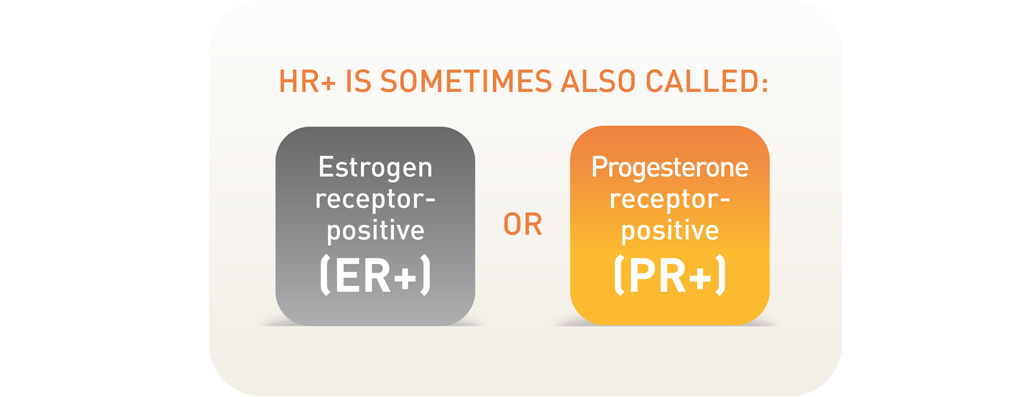 HR+ IS SOMETIMES ALSO CALLED:
Estrogen
receptor-
positive
(ER+)
OR
Progesterone
receptor-
positive
(PR+)